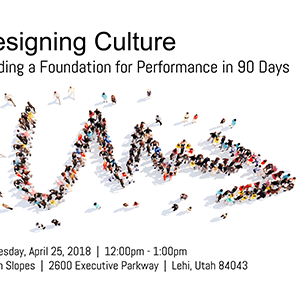 esigning Culture
ding a Foundation for Performance in 90 Days
esday, April 25, 2018 | 12:00pm - 1:00pm
n Slopes | 2600 Executive Parkway | Lehi, Utah 84043